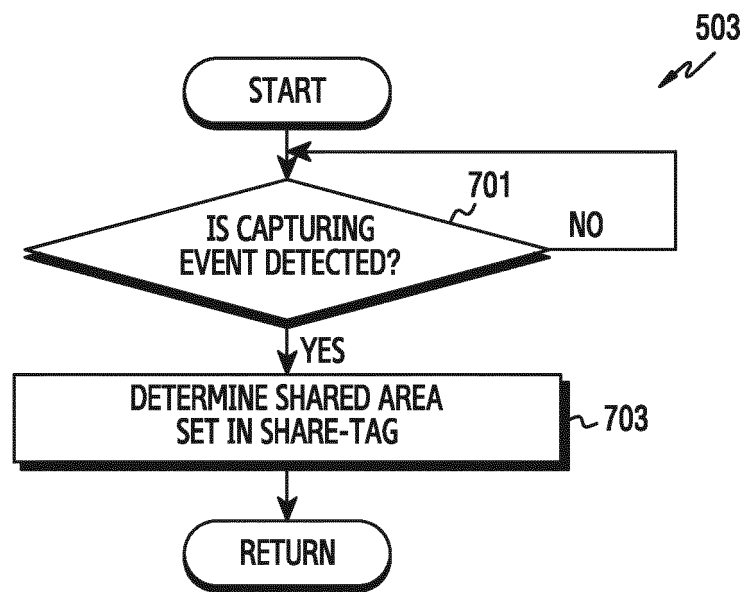 503
START
701
IS CAPTURING
EVENT DETECTED?
NO
YES
DETERMINE SHARED AREA
SET IN SHARE-TAG
703
RETURN